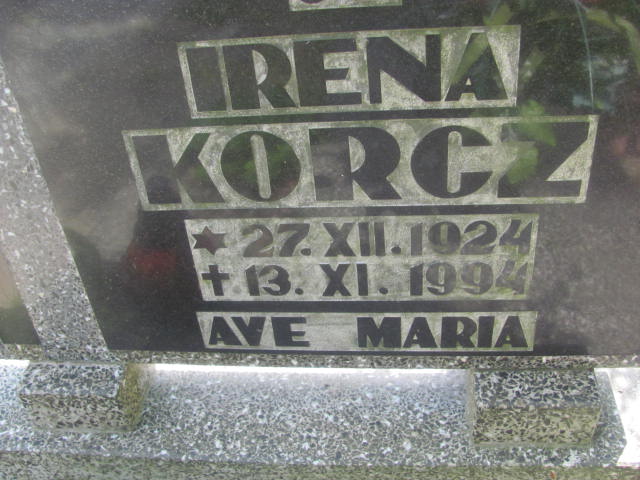 IRENA
KORCZ
★ 27. XII. 1924
✝ 13. XI. 1994
AVE MARIA